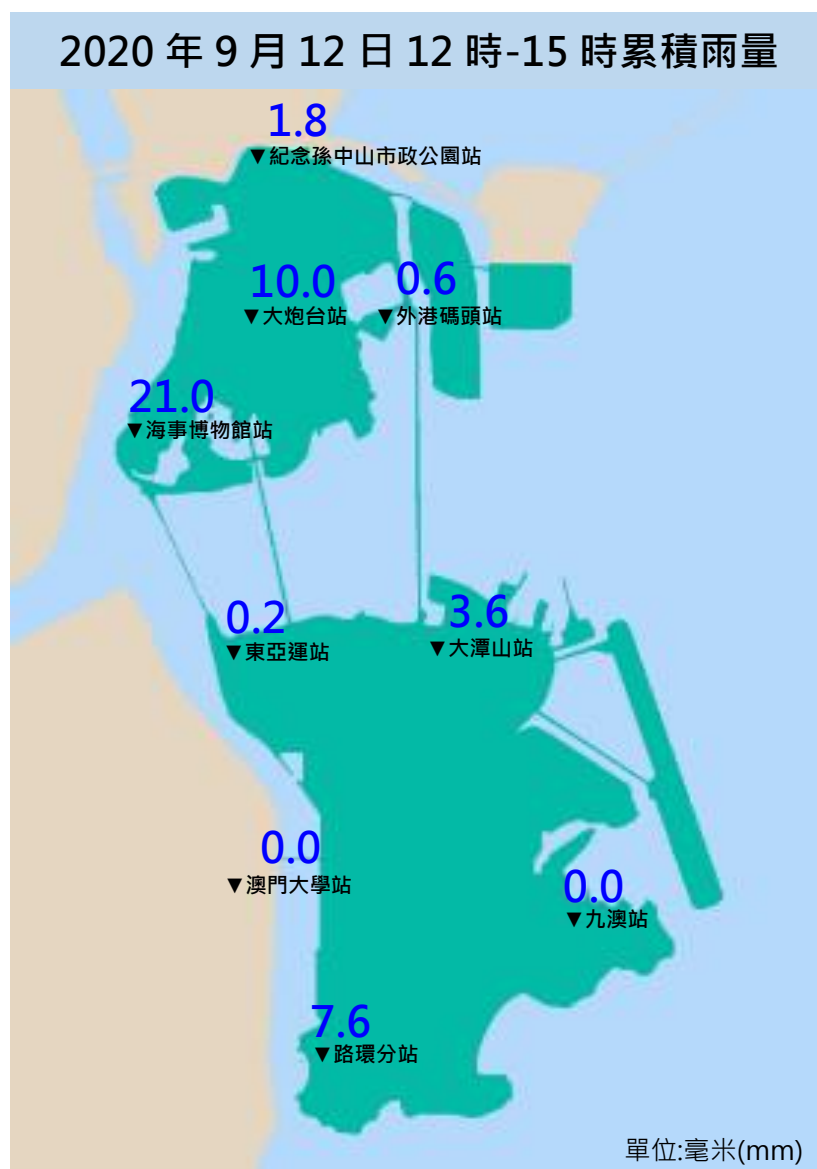 2020 年 9 月 12 日 12 時-15 時累積雨量
1.8
▼紀念孫中山市政公園站
10.0
▼大炮台站
0.6
▼外港碼頭站
21.0
▼海事博物館站
0.2
▼東亞運站
3.6
▼大潭山站
0.0
▼澳門大學站
0.0
▼九澳站
7.6
▼路環分站
單位:毫米(mm)